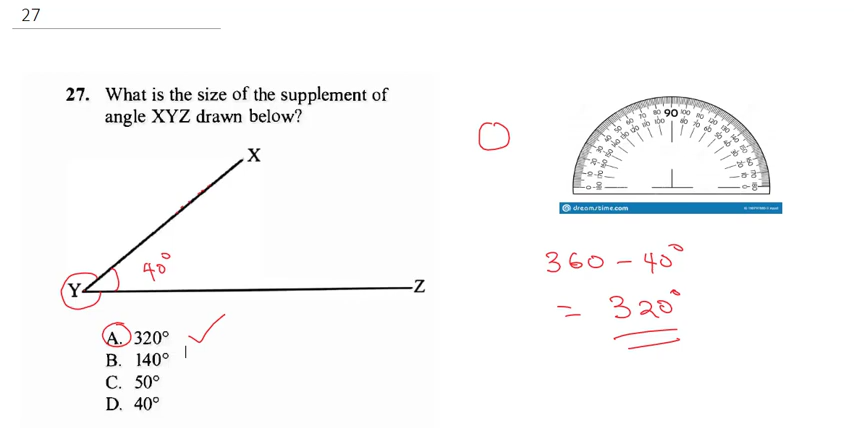 27
27. What is the size of the supplement of
angle XYZ drawn below?
X
40°
Y
Z
A. 320°
B. 140°
C. 50°
D. 40°
90
dreamstime.com
360 - 40°
= 320°